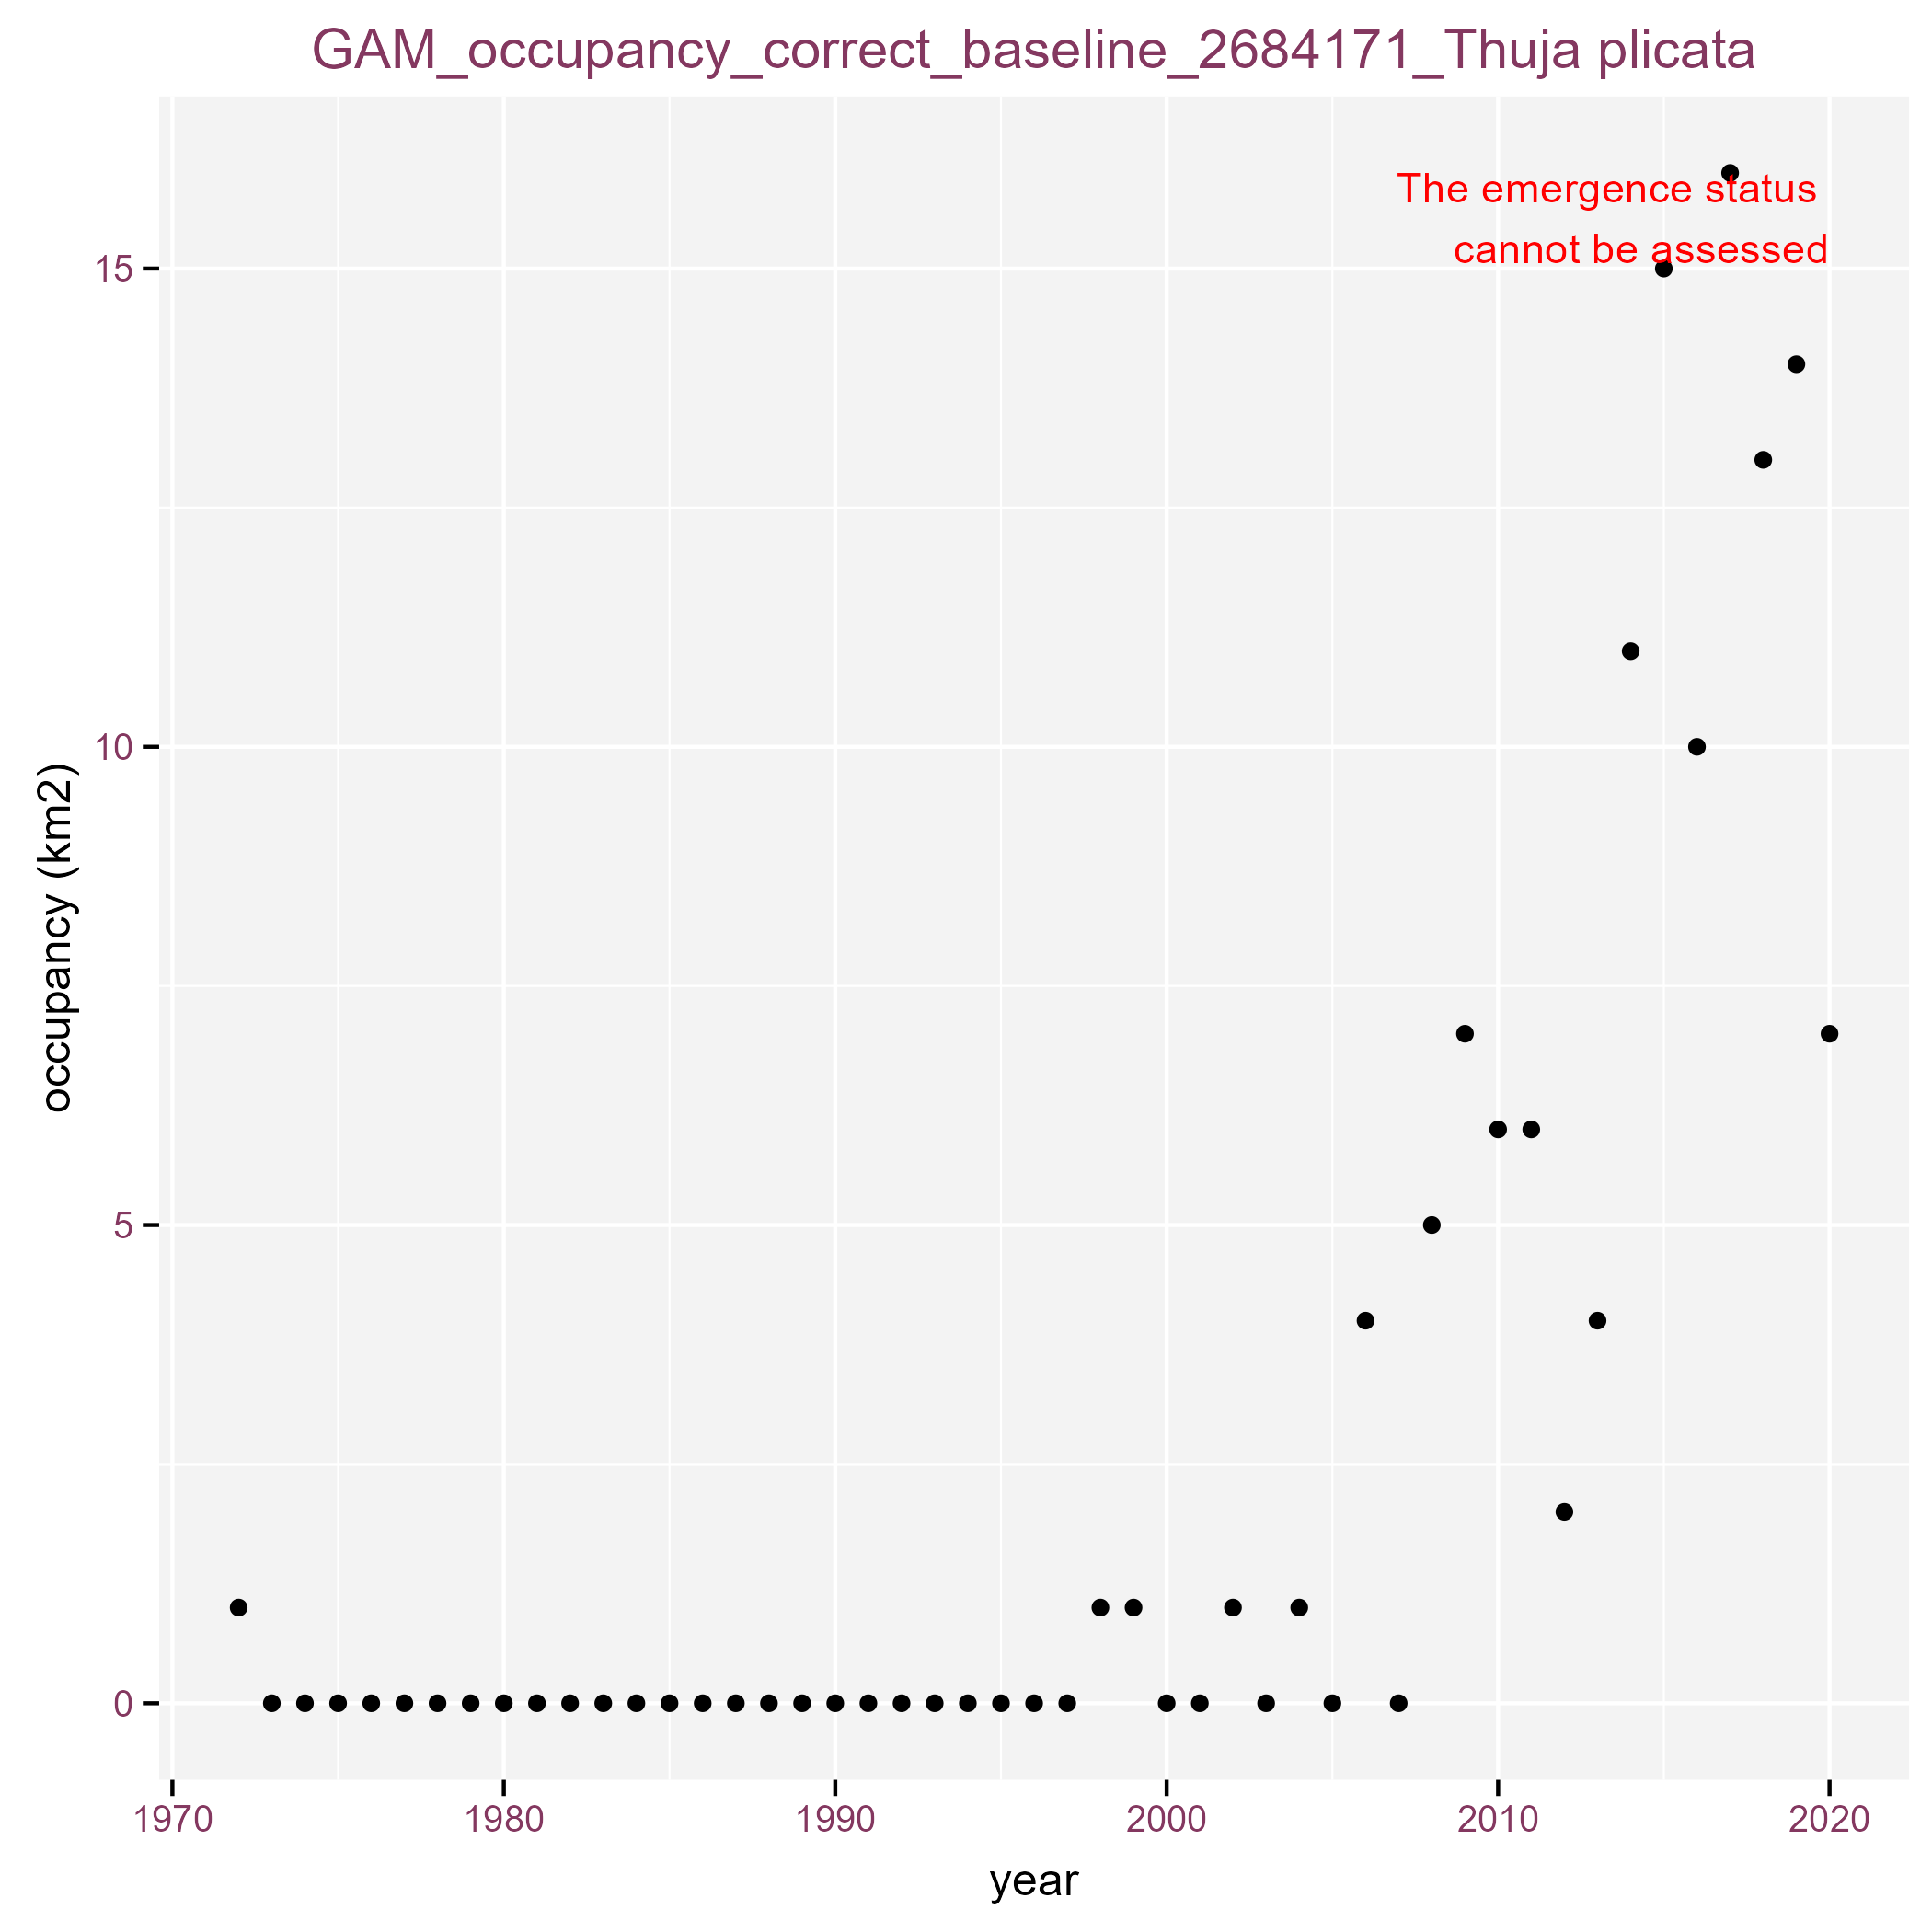 GAM_occupancy_correct_baseline_2684171_Thuja plicata
The emergence status
cannot be assessed
15
10
5
0
occupancy (km2)
1970 1980 1990 2000 2010 2020
year